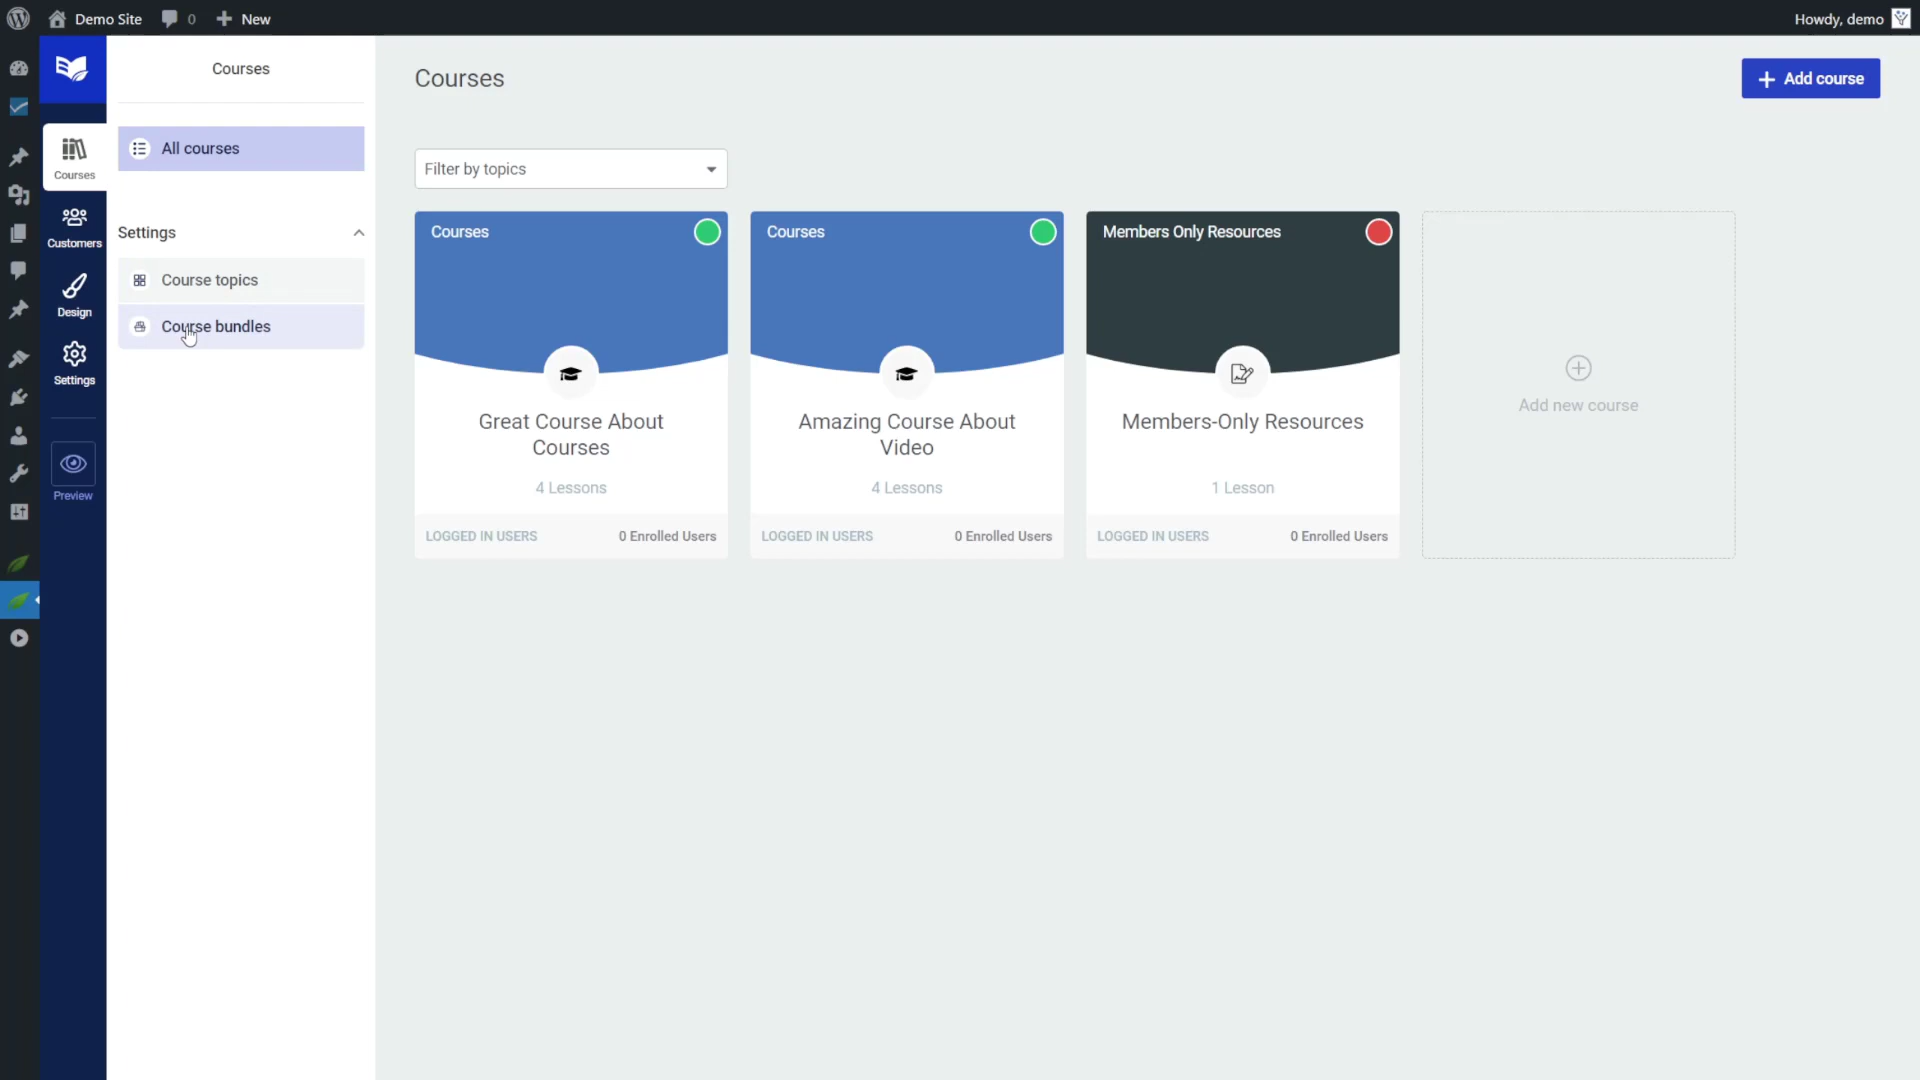 Demo Site
0
New
Howdy, demo
Courses
All courses
Settings
Course topics
Course bundles
Courses
Customers
Design
Settings
Preview
Courses
Add course
Filter by topics
Courses
Great Course About
Courses
4 Lessons
LOGGED IN USERS
0 Enrolled Users
Courses
Amazing Course About
Video
4 Lessons
LOGGED IN USERS
0 Enrolled Users
Members Only Resources
Members-Only Resources
1 Lesson
LOGGED IN USERS
0 Enrolled Users
Add new course